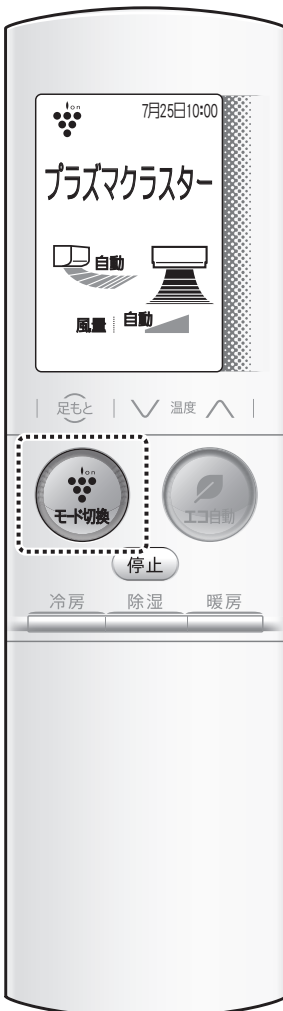 ion
7月25日10:00
プラズマクラスター
自動
風量 自動
足もと 温度
ion
モード切換 エコ自動
停止
冷房 除湿 暖房